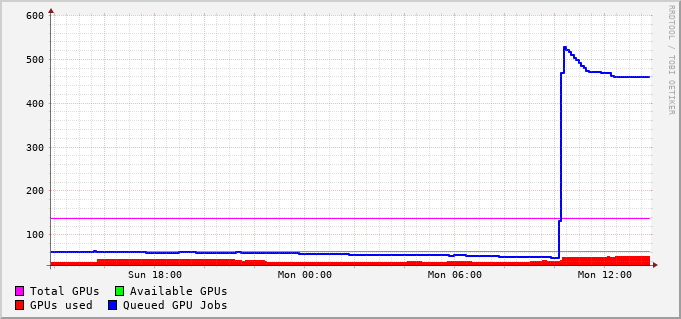 600
500
400
300
200
100
Sun 18:00 Mon 00:00 Mon 06:00 Mon 12:00
Total GPUs Available GPUs
GPUs used Queued GPU Jobs
RRDTOOL / TOBI OETIKER